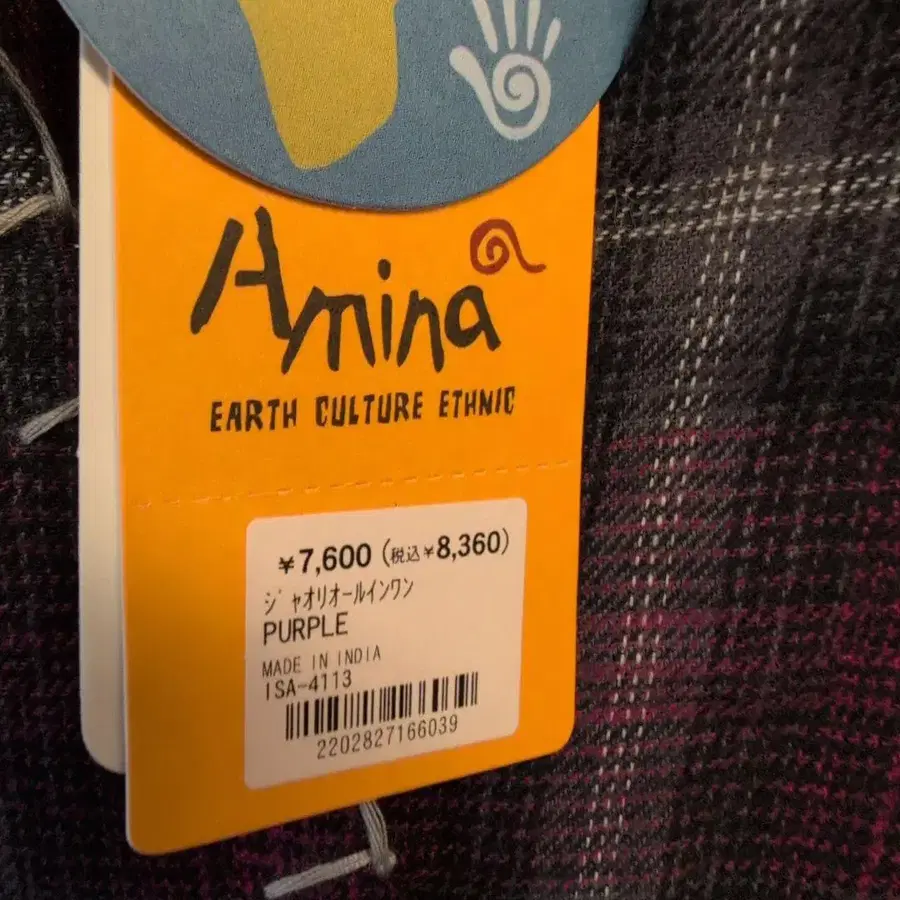 Amina
EARTH CULTURE ETHNIC
¥7,600 (税込¥8,360)
ジャオリオールインワン
PURPLE
MADE IN INDIA
ISA-4113
2202827166039